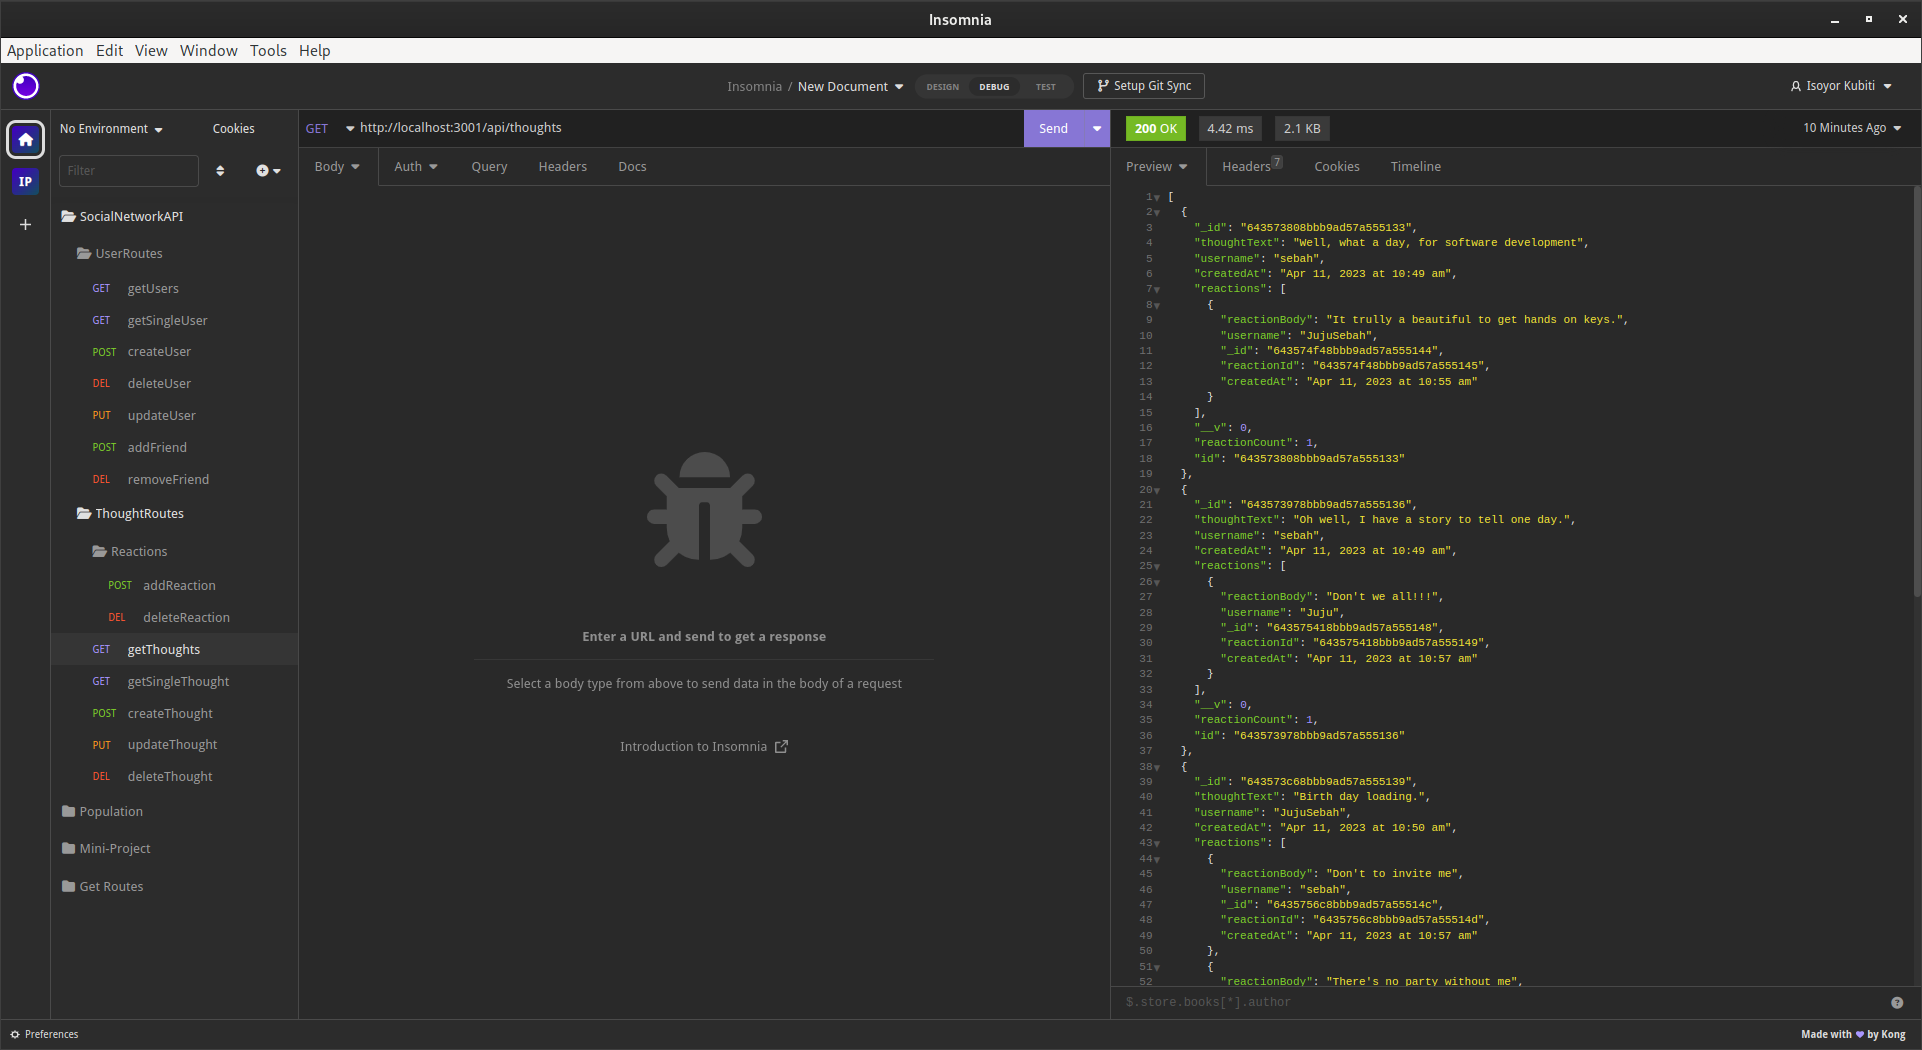 Insomnia
Application Edit View Window Tools Help
Insomnia / New Document DESIGN DEBUG TEST Setup Git Sync Isoyor Kubiti
No Environment Cookies
Filter
IP
SocialNetworkAPI
UserRoutes
GET getUsers
GET getSingleUser
POST createUser
DEL deleteUser
PUT updateUser
POST addFriend
DEL removeFriend
ThoughtRoutes
Reactions
POST addReaction
DEL deleteReaction
GET getThoughts
GET getSingleThought
POST createThought
PUT updateThought
DEL deleteThought
Population
Mini-Project
Get Routes
GET http://localhost:3001/api/thoughts Send
Body Auth Query Headers Docs
Enter a URL and send to get a response
Select a body type from above to send data in the body of a request
Introduction to Insomnia
200 OK 4.42 ms 2.1 KB 10 Minutes Ago
Preview Headers 7 Cookies Timeline
1 [
2 {
3 "_id": "643573808bbb9ad57a555133",
4 "thoughtText": "Well, what a day, for software development",
5 "username": "sebah",
6 "createdAt": "Apr 11, 2023 at 10:49 am",
7 "reactions": [
8 {
9 "reactionBody": "It trully a beautiful to get hands on keys.",
10 "username": "JujuSebah",
11 "_id": "643574f48bbb9ad57a555144",
12 "reactionId": "643574f48bbb9ad57a555145",
13 "createdAt": "Apr 11, 2023 at 10:55 am"
14 }
15 ],
16 "__v": 0,
17 "reactionCount": 1,
18 "id": "643573808bbb9ad57a555133"
19 },
20 {
21 "_id": "643573978bbb9ad57a555136",
22 "thoughtText": "Oh well, I have a story to tell one day.",
23 "username": "sebah",
24 "createdAt": "Apr 11, 2023 at 10:49 am",
25 "reactions": [
26 {
27 "reactionBody": "Don't we all!!!",
28 "username": "Juju",
29 "_id": "643575418bbb9ad57a555148",
30 "reactionId": "643575418bbb9ad57a555149",
31 "createdAt": "Apr 11, 2023 at 10:57 am"
32 }
33 ],
34 "__v": 0,
35 "reactionCount": 1,
36 "id": "643573978bbb9ad57a555136"
37 },
38 {
39 "_id": "643573c68bbb9ad57a555139",
40 "thoughtText": "Birth day loading.",
41 "username": "JujuSebah",
42 "createdAt": "Apr 11, 2023 at 10:50 am",
43 "reactions": [
44 {
45 "reactionBody": "Don't to invite me",
46 "username": "sebah",
47 "_id": "6435756c8bbb9ad57a55514c",
48 "reactionId": "6435756c8bbb9ad57a55514d",
49 "createdAt": "Apr 11, 2023 at 10:57 am"
50 },
51 {
52 "reactionBody": "There's no party without me",
$.store.books[*].author
Preferences
Made with by Kong